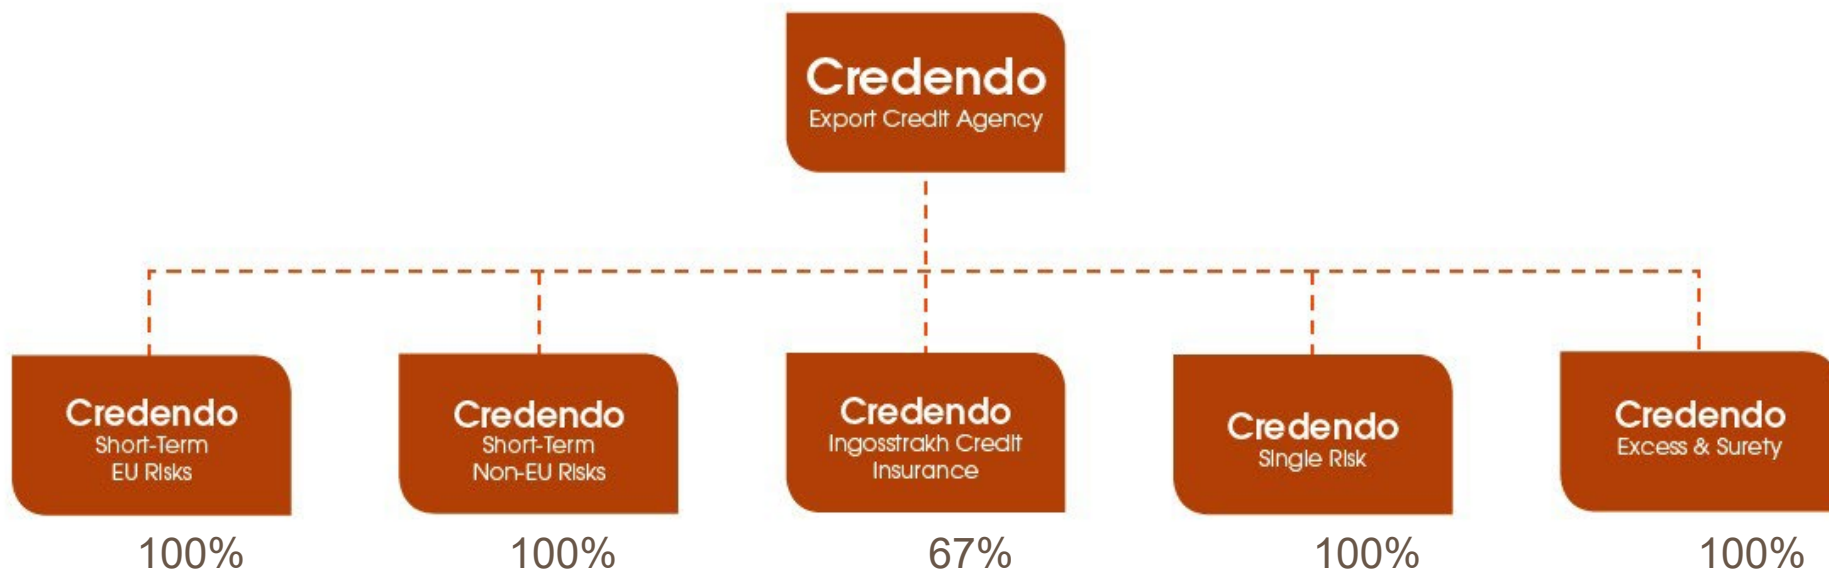 Credendo
Export Credit Agency
Credendo
Short-Term
EU Risks
100%
Credendo
Short-Term
Non-EU Risks
100%
Credendo
Ingosstrakh Credit
Insurance
67%
Credendo
Single Risk
100%
Credendo
Excess & Surety
100%